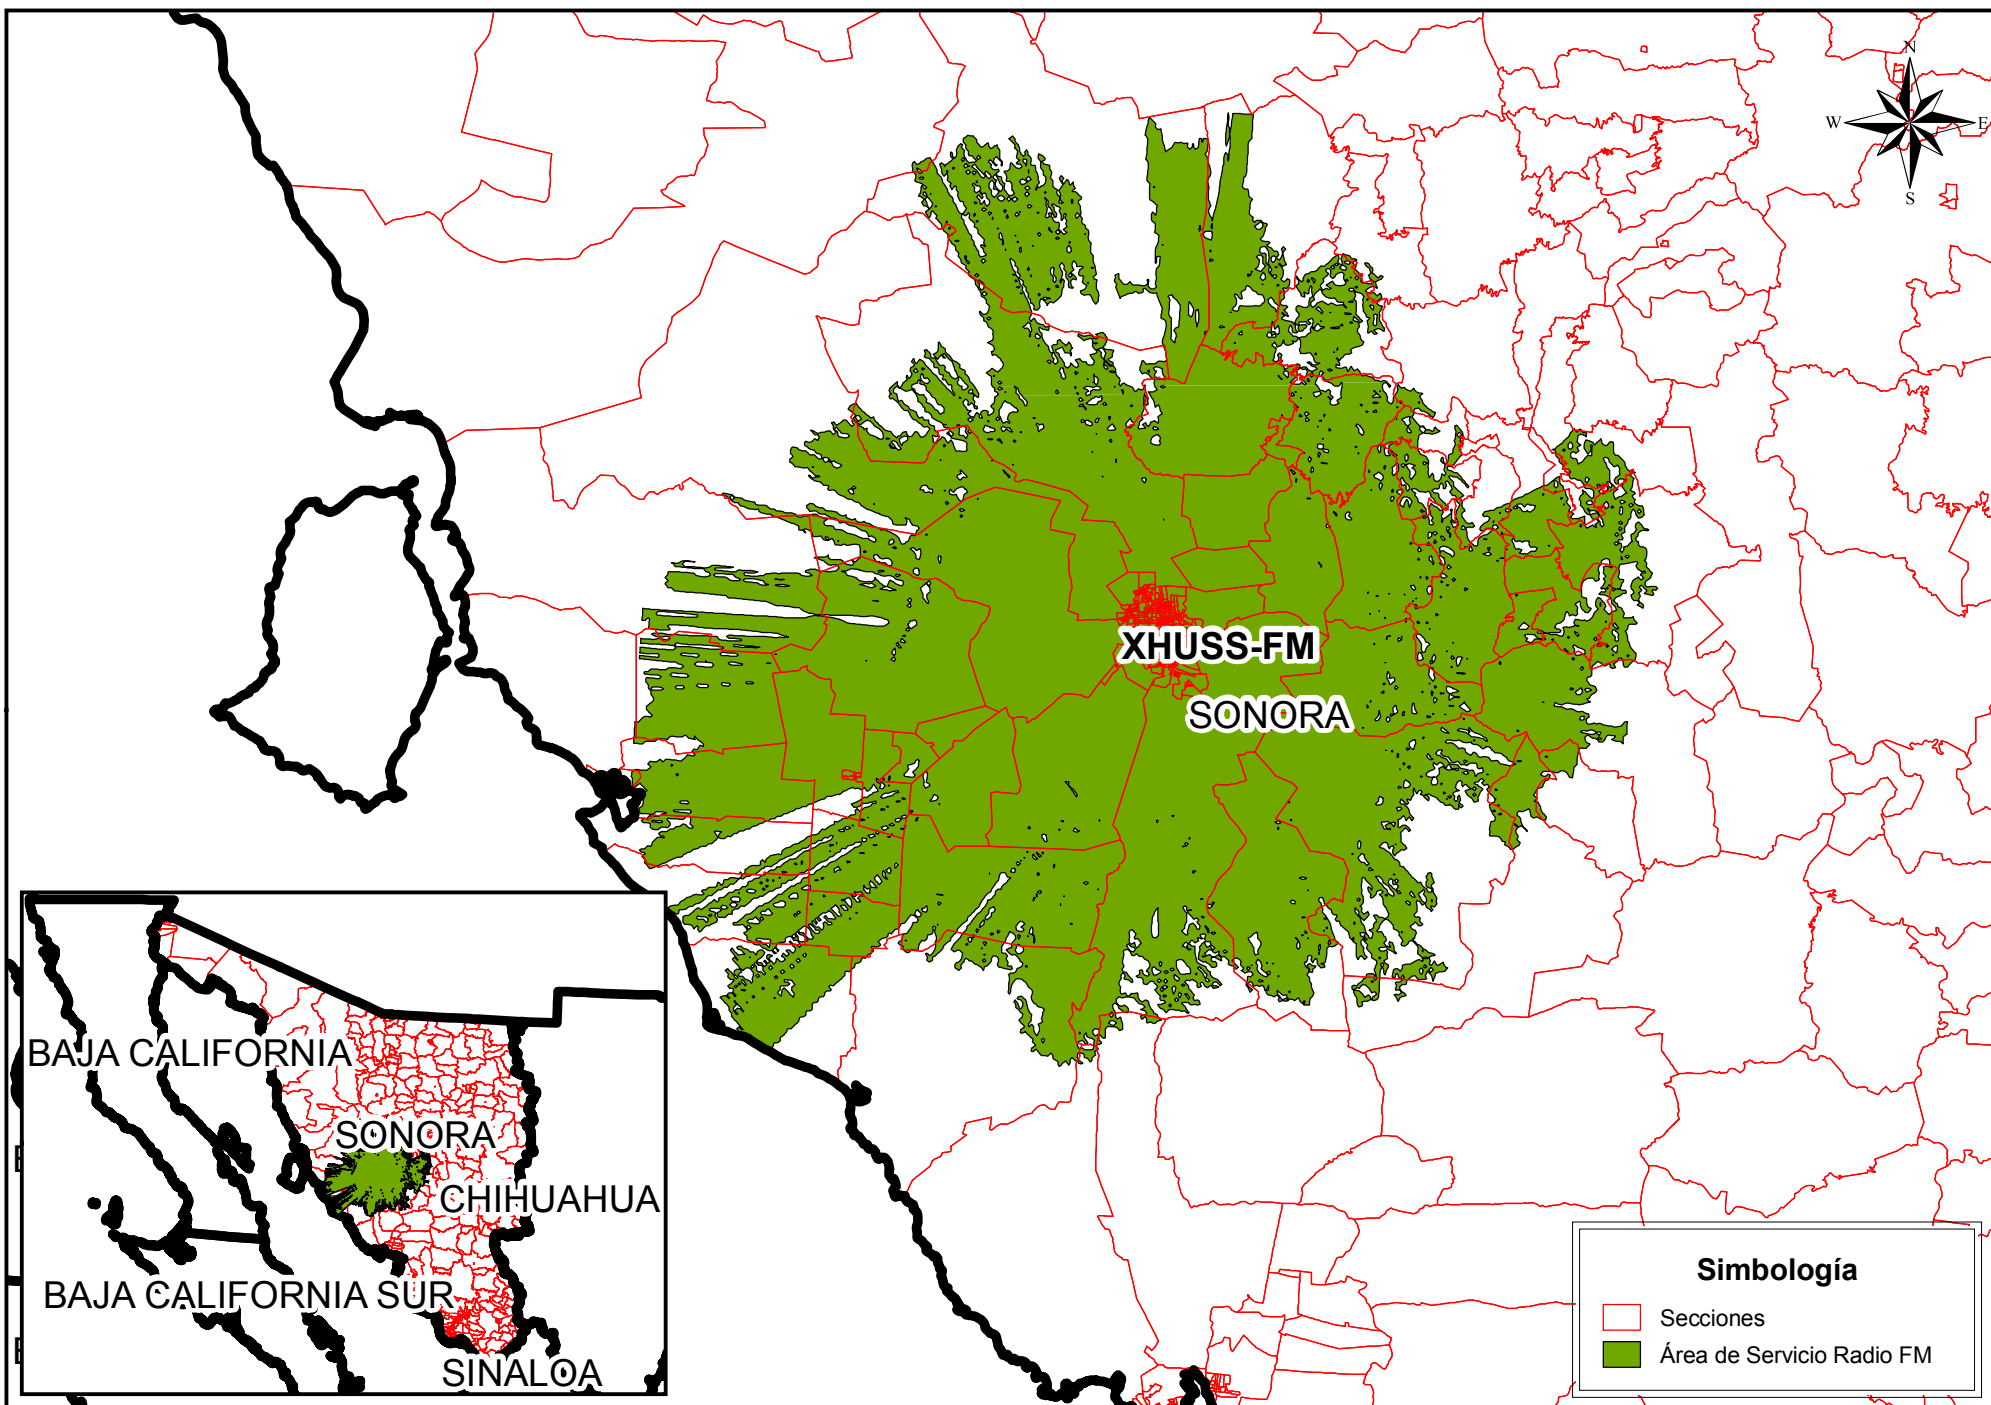 N
W
E
S
XHUSS-FM
SONORA
BAJA CALIFORNIA
SONORA
CHIHUAHUA
BAJA CALIFORNIA SUR
SINALOA
Simbología
Secciones
Área de Servicio Radio FM